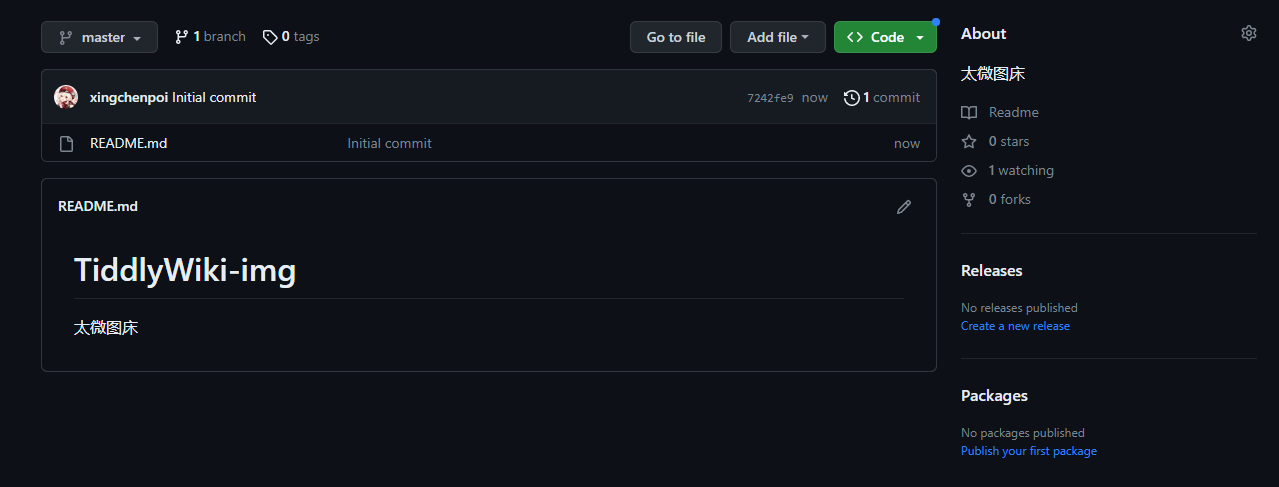 master 1 branch 0 tags Go to file Add file Code
xingchenpoi Initial commit 7242fe9 now 1 commit
README.md Initial commit now
README.md
TiddlyWiki-img
太微图床
About
太微图床
Readme
0 stars
1 watching
0 forks
Releases
No releases published
Create a new release
Packages
No packages published
Publish your first package